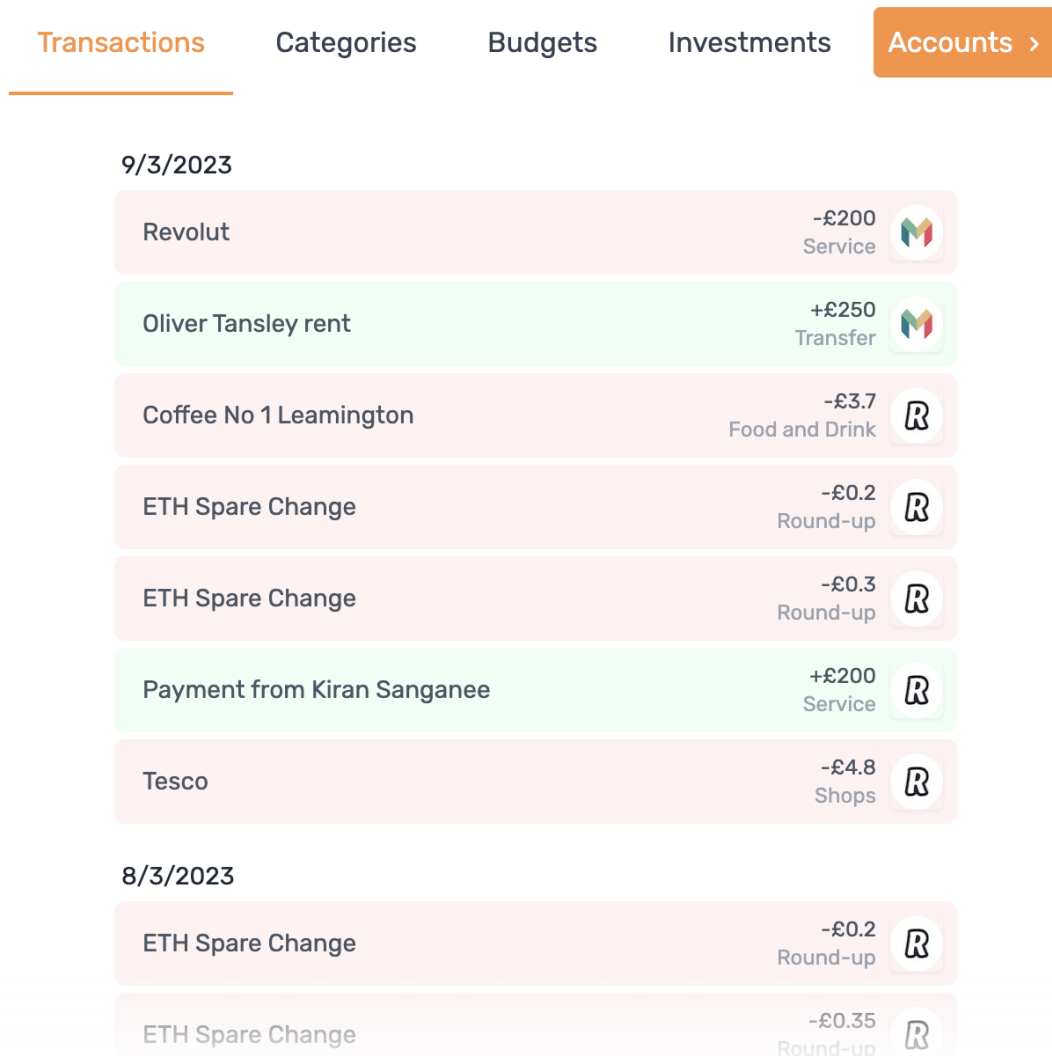 Transactions Categories Budgets Investments Accounts >
9/3/2023
Revolut -£200
Service
Oliver Tansley rent +£250
Transfer
Coffee No 1 Leamington -£3.7
Food and Drink
ETH Spare Change -£0.2
Round-up
ETH Spare Change -£0.3
Round-up
Payment from Kiran Sanganee +£200
Service
Tesco -£4.8
Shops
8/3/2023
ETH Spare Change -£0.2
Round-up
ETH Spare Change -£0.35
Round-up